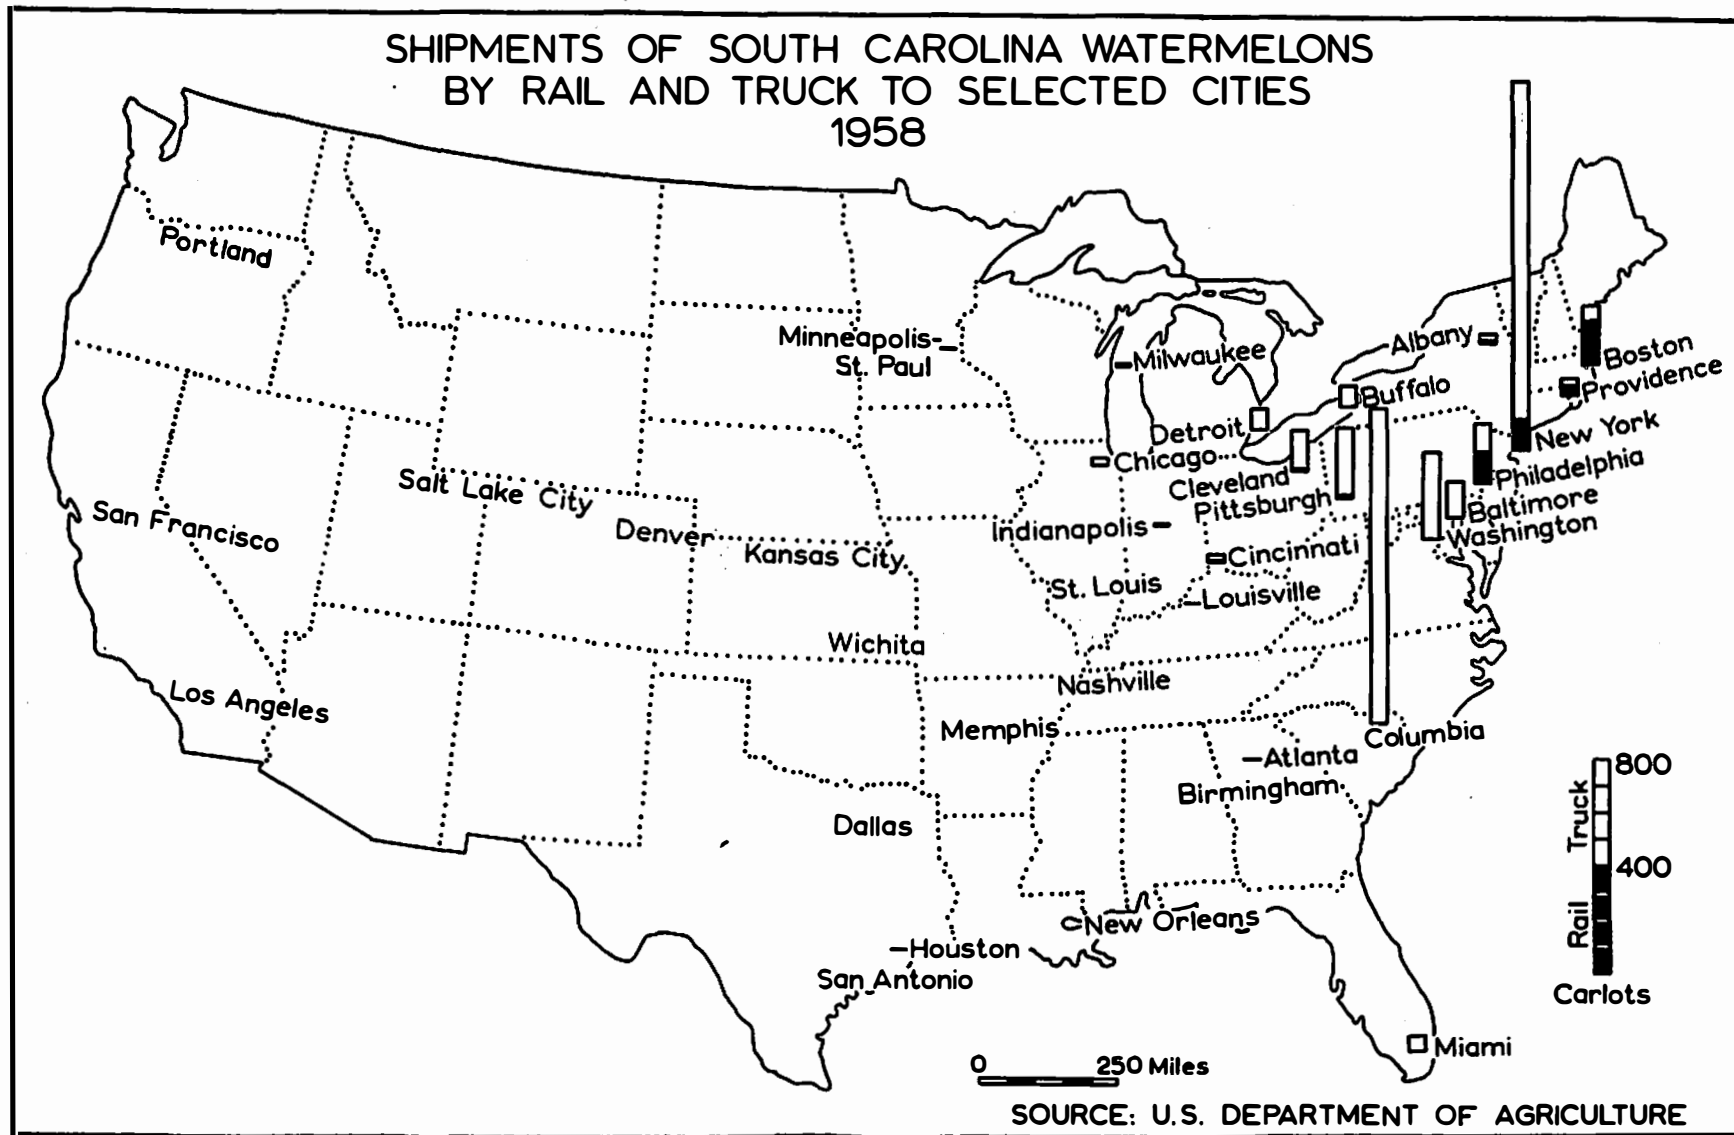 SHIPMENTS OF SOUTH CAROLINA WATERMELONS
BY RAIL AND TRUCK TO SELECTED CITIES
1958
Portland
Minneapolis-
St. Paul
Milwaukee
Albany
Boston
Providence
Buffalo
Detroit
New York
Chicago
Cleveland
Philadelphia
Pittsburgh
Baltimore
Washington
Salt Lake City
San Francisco
Denver
Kansas City
Indianapolis
Cincinnati
St. Louis
Louisville
Wichita
Los Angeles
Nashville
Memphis
Columbia
Atlanta
Birmingham
Dallas
New Orleans
Houston
San Antonio
Miami
800
Truck
400
Rail
Carlots
0 250 Miles
SOURCE: U.S. DEPARTMENT OF AGRICULTURE